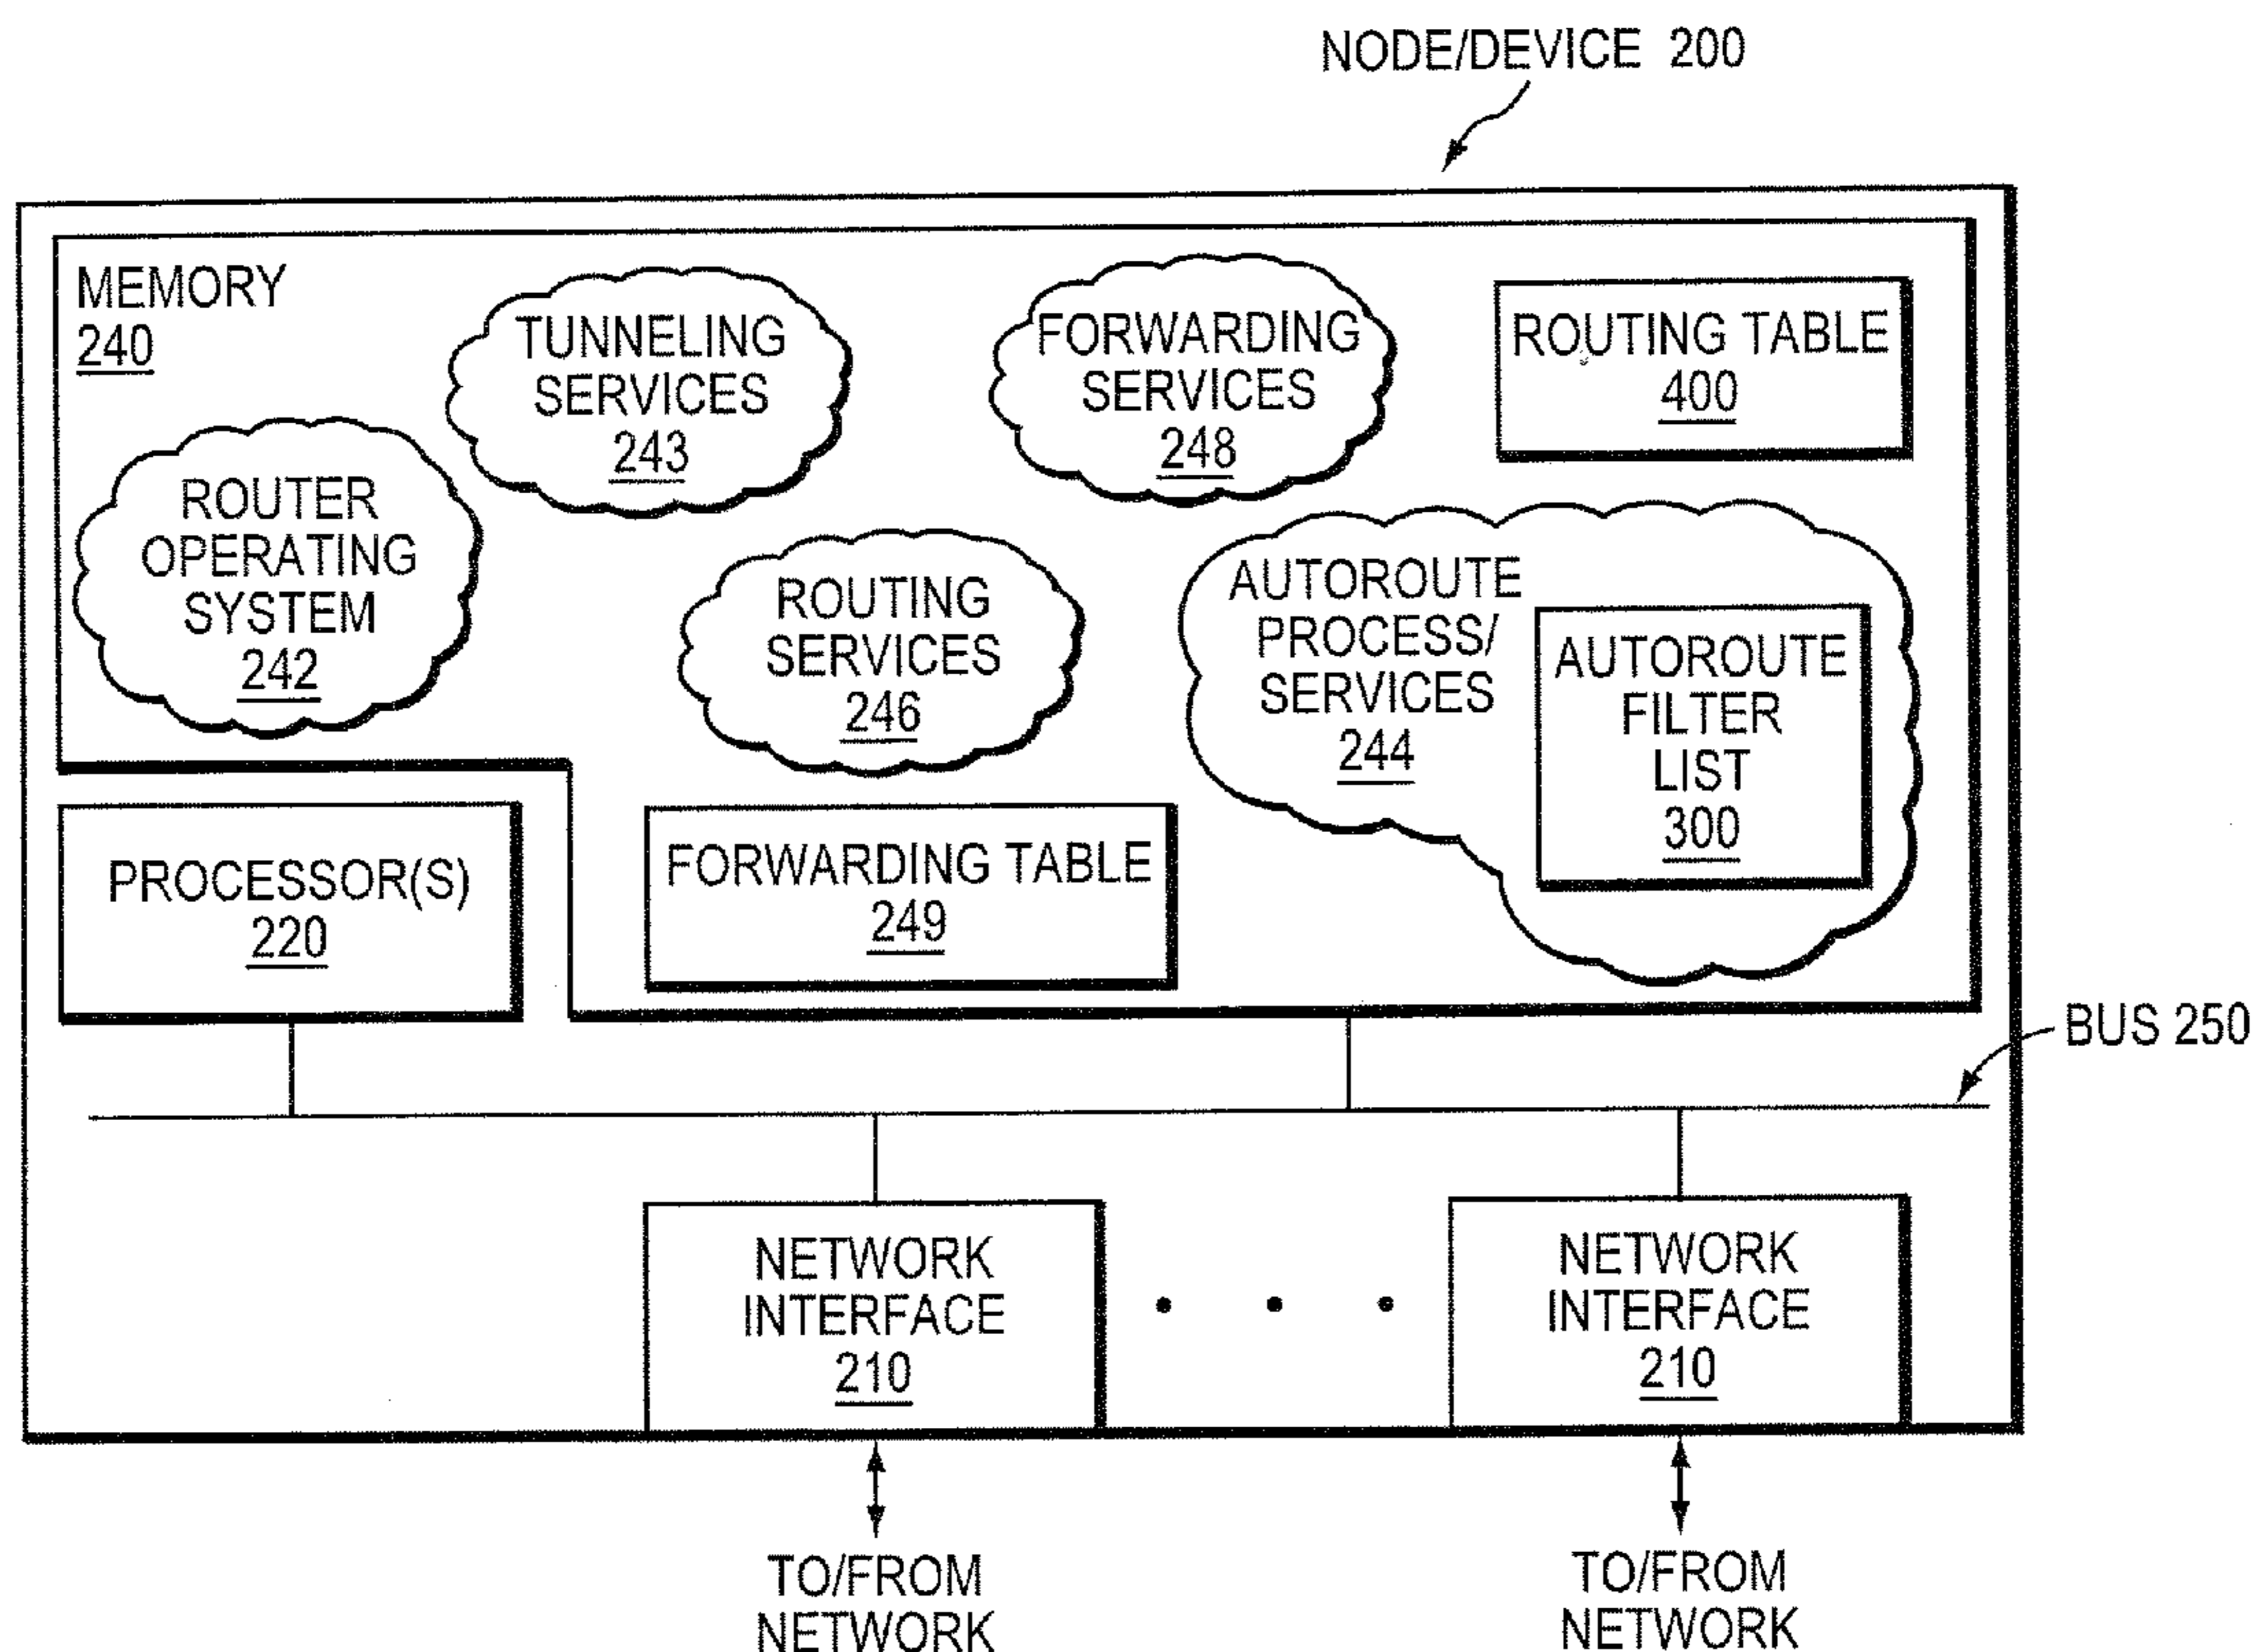 NODE/DEVICE 200
MEMORY
240
TUNNELING
SERVICES
243
FORWARDING
SERVICES
248
ROUTING TABLE
400
ROUTER
OPERATING
SYSTEM
242
ROUTING
SERVICES
246
AUTOROUTE
PROCESS/
SERVICES
244
AUTOROUTE
FILTER
LIST
300
PROCESSOR(S)
220
FORWARDING TABLE
249
BUS 250
NETWORK
INTERFACE
210
NETWORK
INTERFACE
210
TO/FROM
NETWORK
TO/FROM
NETWORK